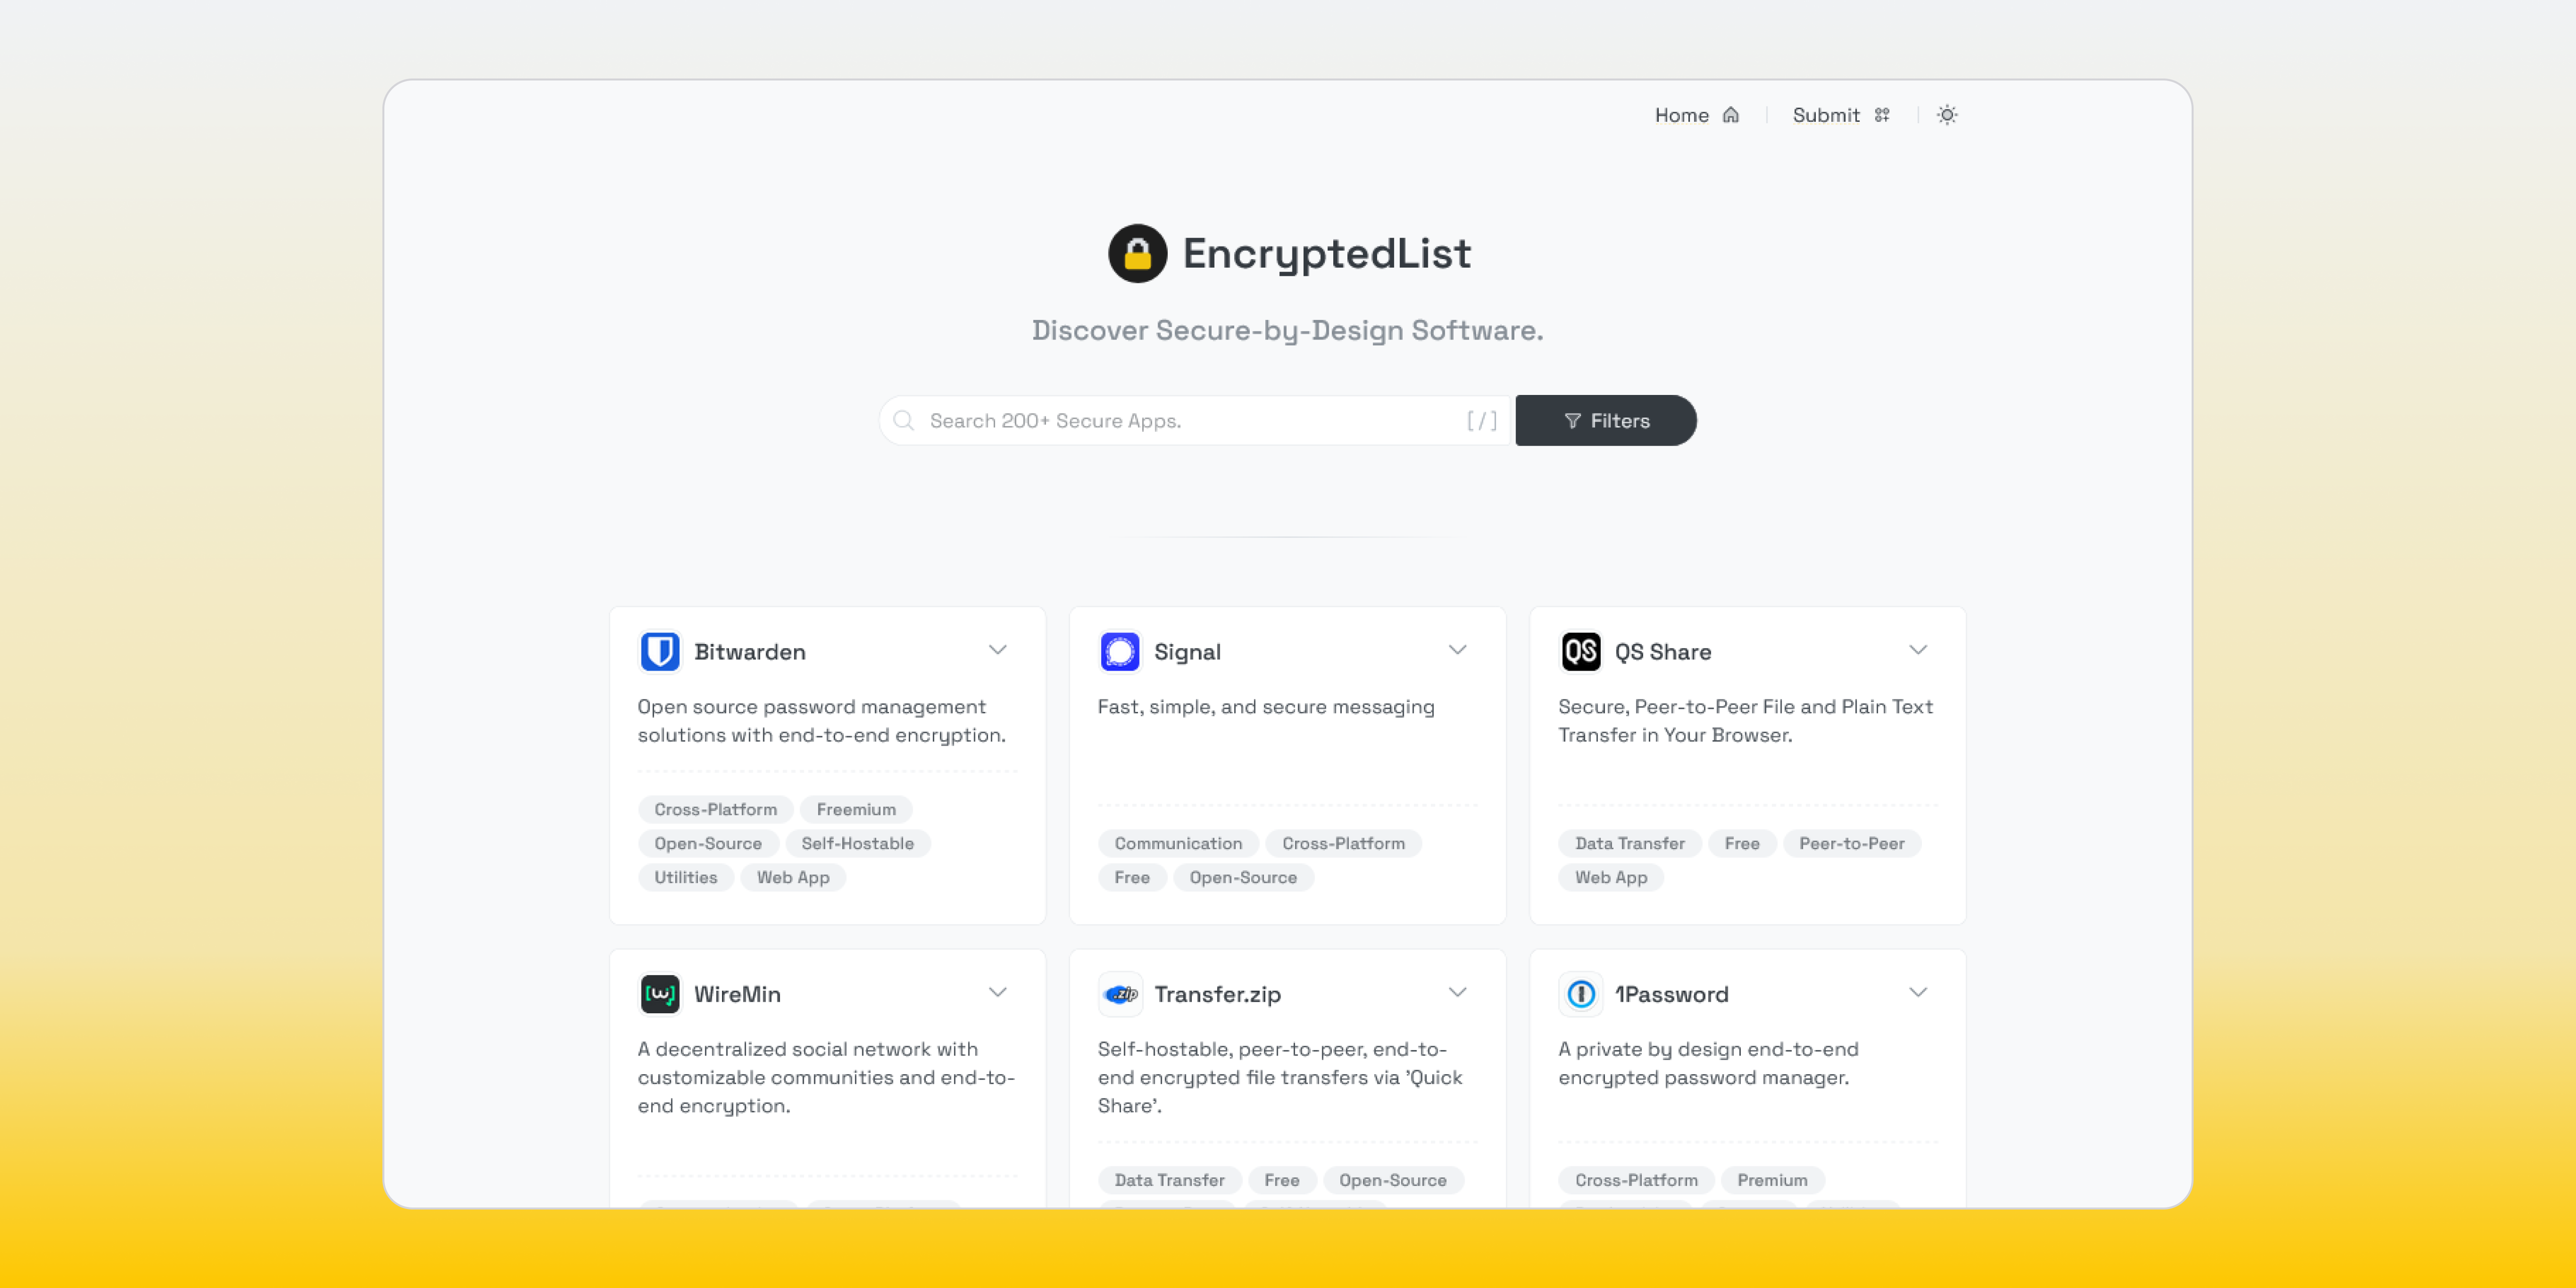 Home
Submit
EncryptedList
Discover Secure-by-Design Software.
Search 200+ Secure Apps.
[/]
Filters
Bitwarden
Open source password management
solutions with end-to-end encryption.
Cross-Platform Freemium
Open-Source Self-Hostable
Utilities Web App
Signal
Fast, simple, and secure messaging
Communication Cross-Platform
Free Open-Source
QS
QS Share
Secure, Peer-to-Peer File and Plain Text
Transfer in Your Browser.
Data Transfer Free Peer-to-Peer
Web App
[w]
WireMin
A decentralized social network with
customizable communities and end-to-
end encryption.
.zip
Transfer.zip
Self-hostable, peer-to-peer, end-to-
end encrypted file transfers via 'Quick
Share'.
Data Transfer Free Open-Source
1Password
A private by design end-to-end
encrypted password manager.
Cross-Platform Premium